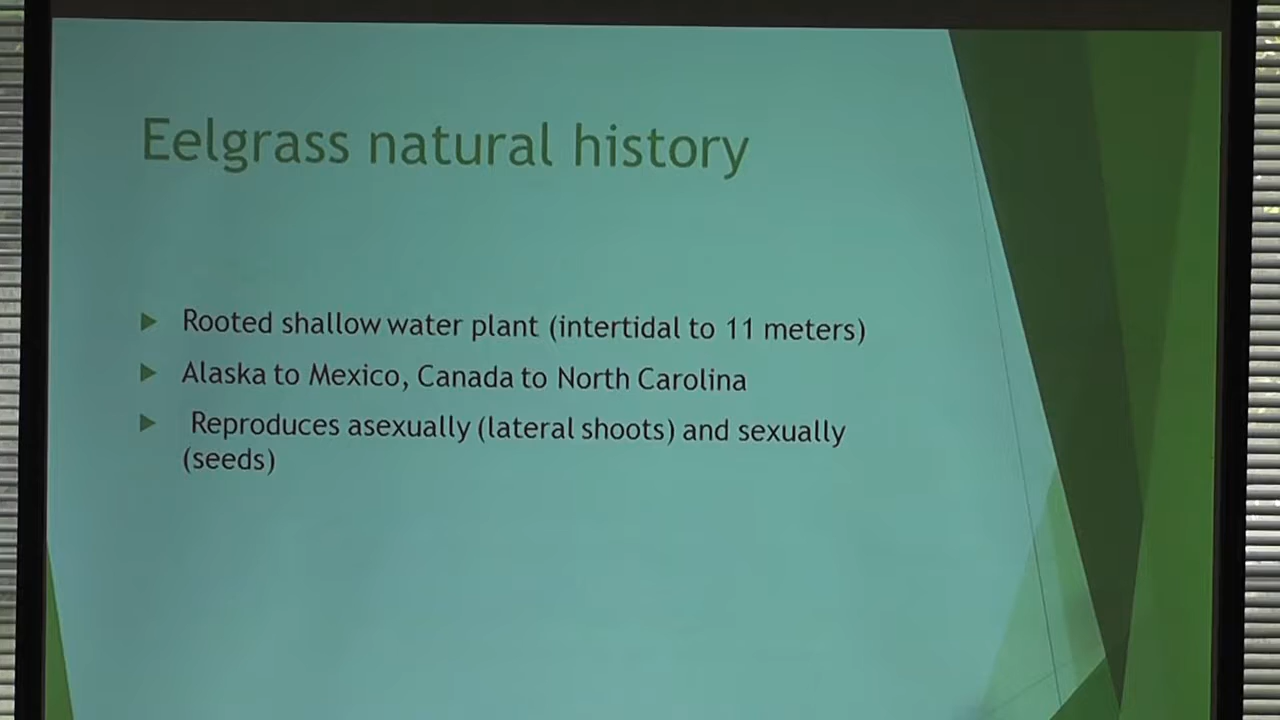 Eelgrass natural history
Rooted shallow water plant (intertidal to 11 meters)
Alaska to Mexico, Canada to North Carolina
Reproduces asexually (lateral shoots) and sexually
(seeds)